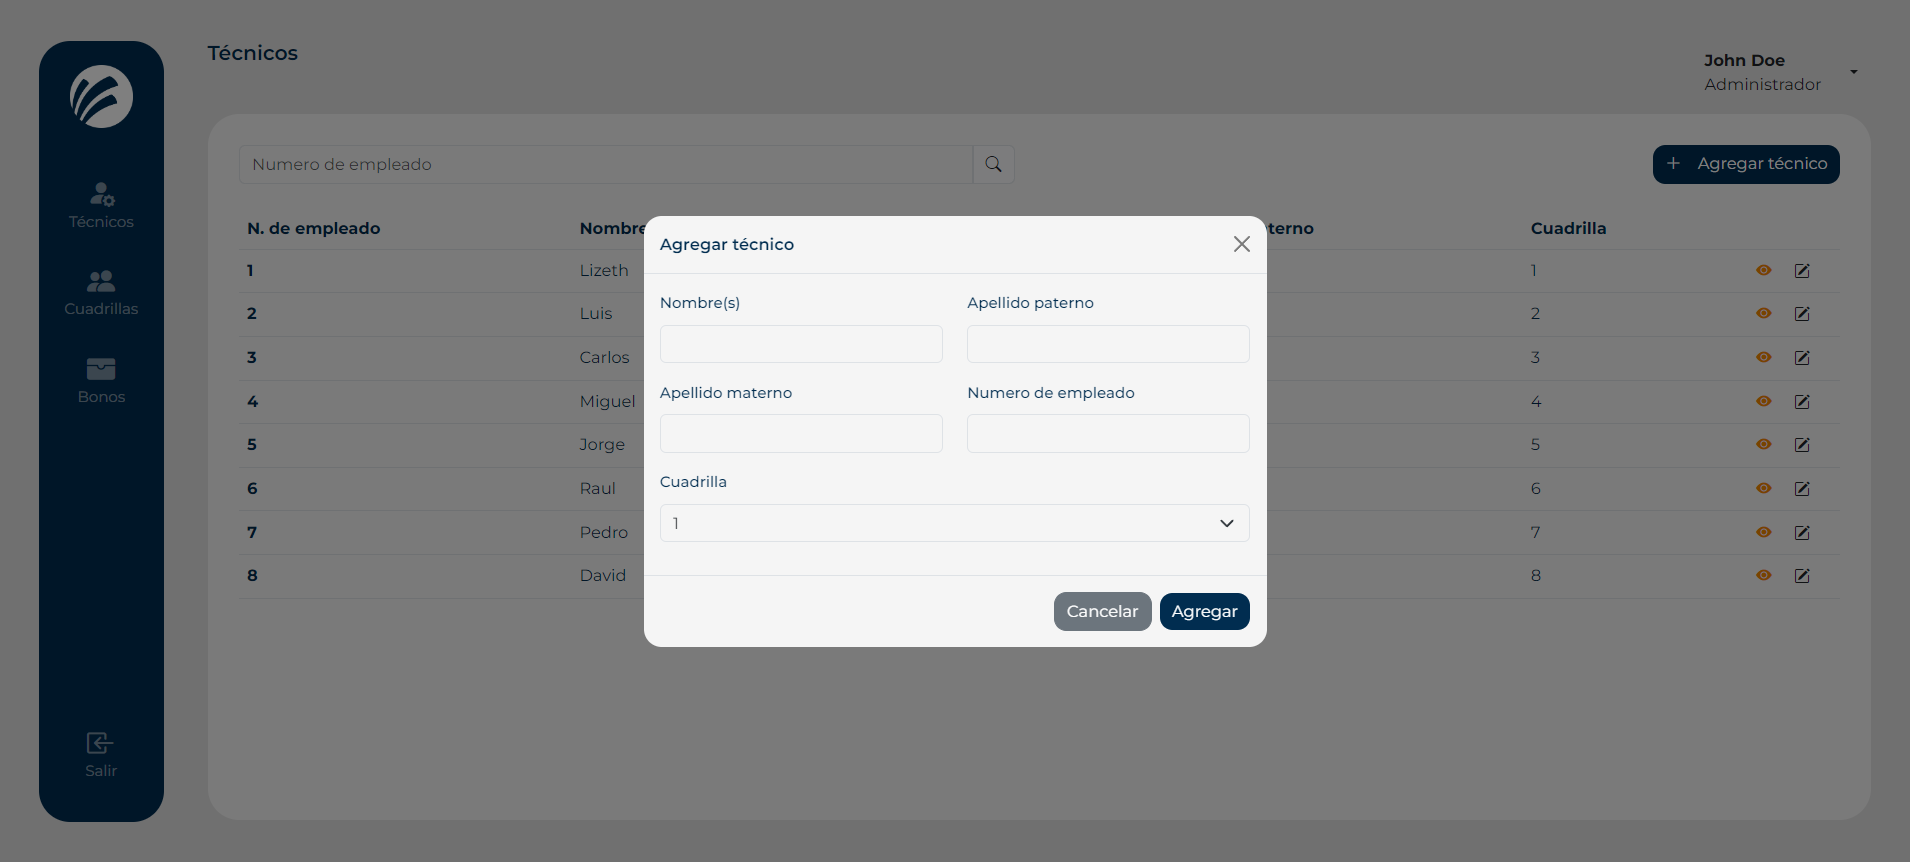 Técnicos
John Doe
Administrador
Técnicos
Cuadrillas
Bonos
Salir
Numero de empleado
+ Agregar técnico
N. de empleado Nombre terno Cuadrilla
1 Lizeth 1
2 Luis 2
3 Carlos 3
4 Miguel 4
5 Jorge 5
6 Raul 6
7 Pedro 7
8 David 8
Agregar técnico
Nombre(s) Apellido paterno
Apellido materno Numero de empleado
Cuadrilla
1
Cancelar Agregar